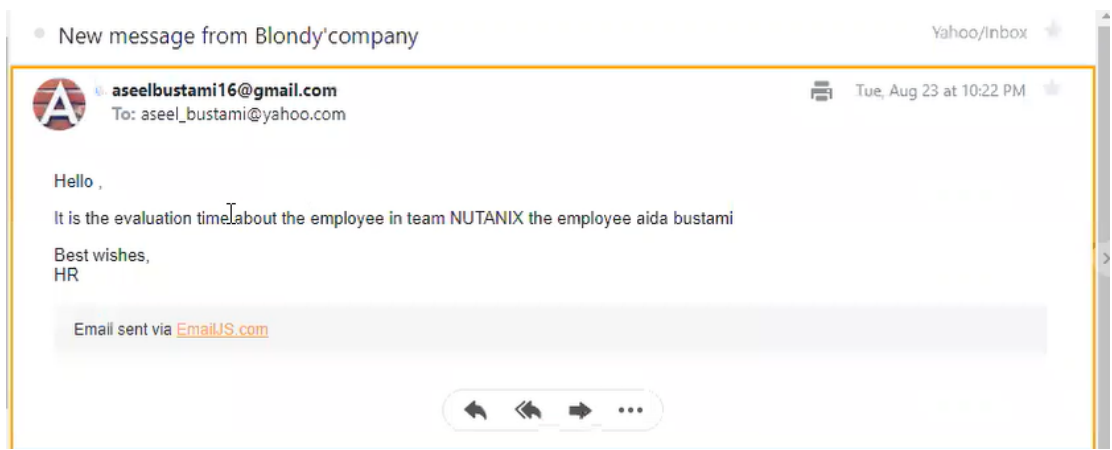 New message from Blondy'company
Yahoo/Inbox
A
aseelbustami16@gmail.com
Tue, Aug 23 at 10:22 PM
To: aseel_bustami@yahoo.com
Hello ,
It is the evaluation time about the employee in team NUTANIX the employee aida bustami
Best wishes,
HR
Email sent via EmailJS.com